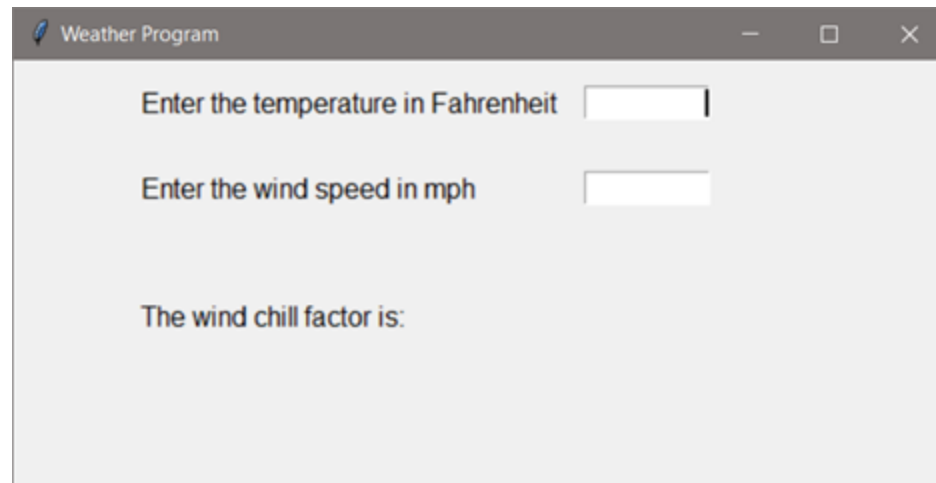 Weather Program
Enter the temperature in Fahrenheit
Enter the wind speed in mph
The wind chill factor is: